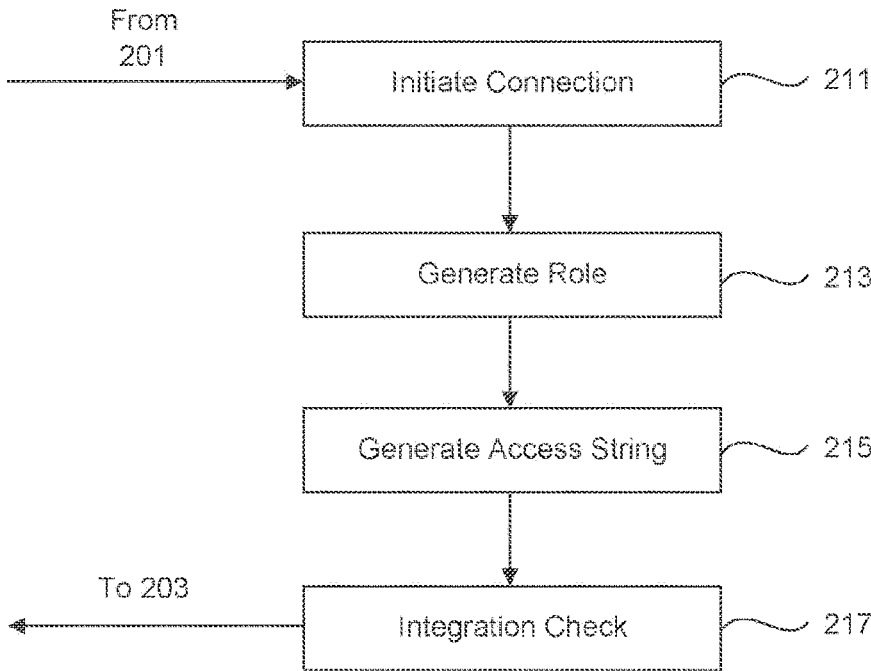 From
201
Initiate Connection
211
Generate Role
213
Generate Access String
215
To 203
Integration Check
217